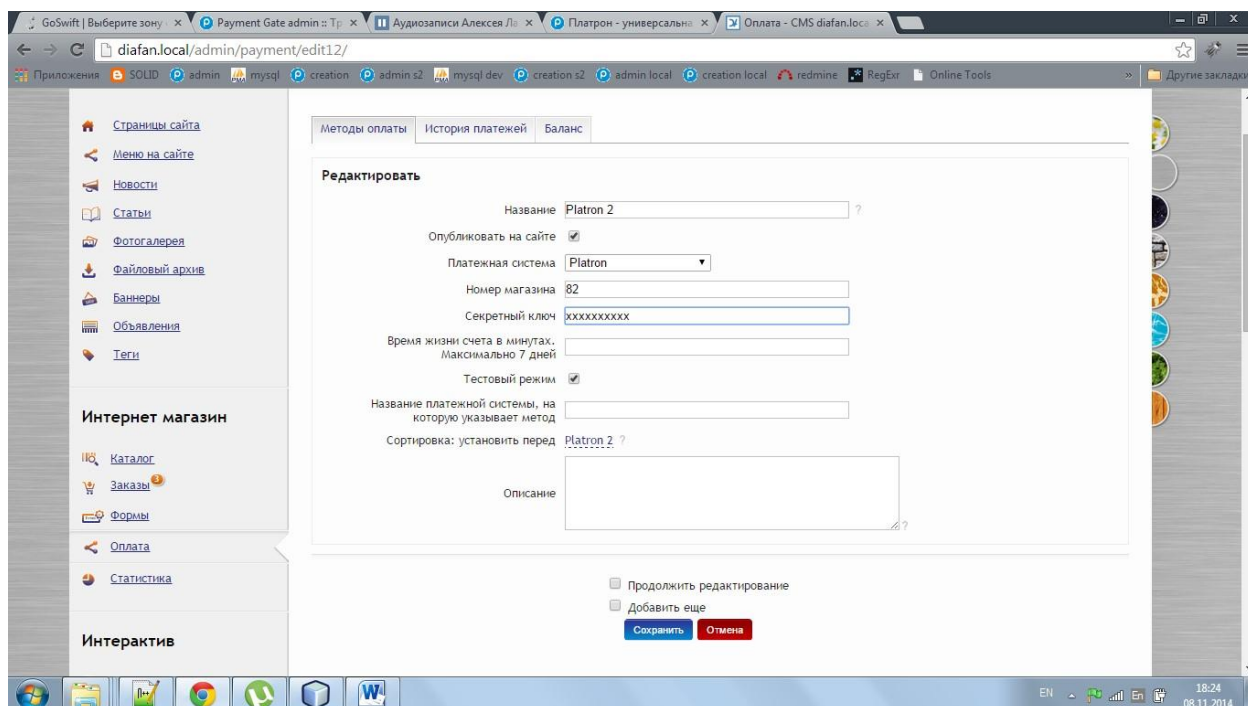 GoSwift | Выберите зону
Payment Gate admin :: Тр
Аудиозаписи Алексея Ла
Платрон - универсальна
Оплата - CMS diafan.loca
diafan.local/admin/payment/edit12/
Приложения SOLID admin mysql creation admin s2 mysql dev creation s2 admin local creation local redmine RegExr Online Tools » Другие закладки
Страницы сайта
Меню на сайте
Новости
Статьи
Фотогалерея
Файловый архив
Баннеры
Объявления
Теги
Интернет магазин
Каталог
Заказы 3
Формы
Оплата
Статистика
Интерактив
Методы оплаты История платежей Баланс
Редактировать
Название Platron 2 ?
Опубликовать на сайте
Платежная система Platron
Номер магазина 82
Секретный ключ xxxxxxxxxx
Время жизни счета в минутах.
Максимально 7 дней
Тестовый режим
Название платежной системы, на
которую указывает метод
Сортировка: установить перед Platron 2 ?
Описание ?
Продолжить редактирование
Добавить еще
Сохранить Отмена
EN En 18:24
08.11.2014